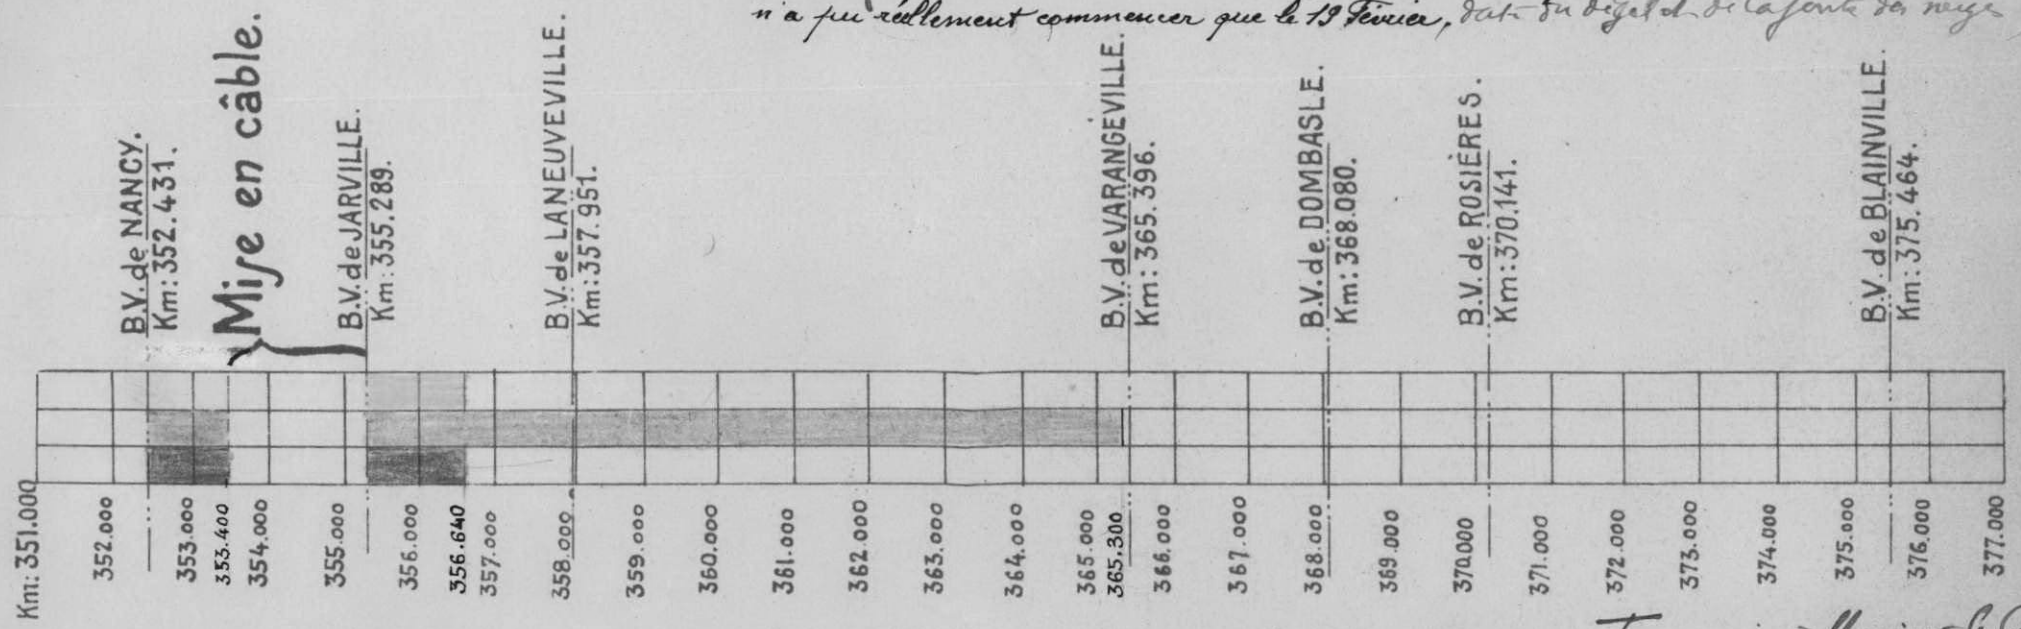 n'a pu réellement commencer que le 19 Février, date du dégel et de la fonte des neiges
B.V. de NANCY.
Km: 352.431.
Mise en câble.
B.V. de JARVILLE.
Km: 355.289.
B.V. de LANEUVEVILLE.
Km: 357.951.
B.V. de VARANGÉVILLE.
Km: 365.396.
B.V. de DOMBASLE.
Km: 368.080.
B.V. de ROSIÈRES.
Km: 370.141.
B.V. de BLAINVILLE.
Km: 375.464.
Km: 351.000
352.000
353.000
353.400
354.000
355.000
356.000
356.640
357.000
358.000
359.000
360.000
361.000
362.000
363.000
364.000
365.000
365.300
366.000
367.000
368.000
369.000
370.000
371.000
372.000
373.000
374.000
375.000
376.000
377.000